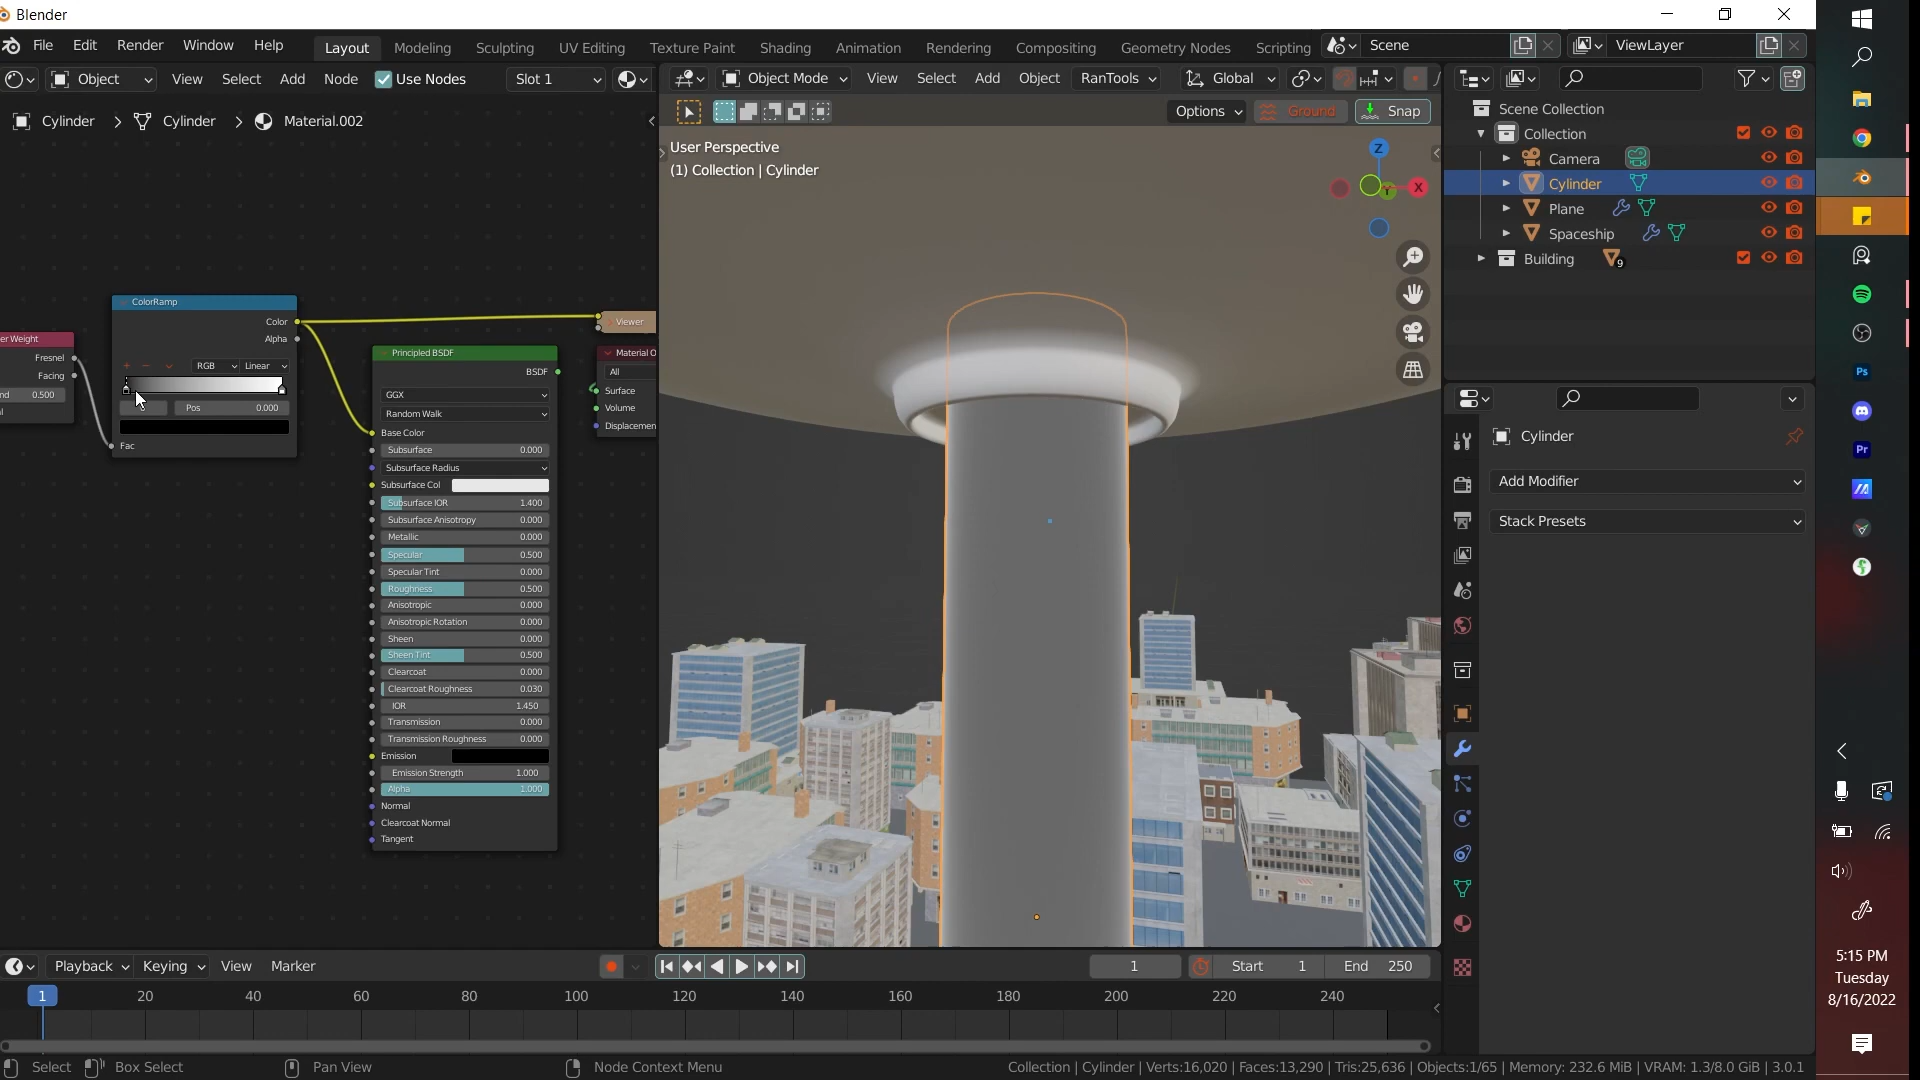 Blender
File Edit Render Window Help
Layout Modeling Sculpting UV Editing Texture Paint Shading Animation Rendering Compositing Geometry Nodes Scripting
Scene
ViewLayer
Object View Select Add Node Use Nodes Slot 1
Object Mode View Select Add Object RanTools Global
Options Ground Snap
Cylinder > Cylinder > Material.002
User Perspective
(1) Collection | Cylinder
Z
X
Y
Scene Collection
Collection
Camera
Cylinder
Plane
Spaceship
Building 9
er Weight
Fresnel
Facing
nd 0.500
ColorRamp
Color
Alpha
RGB Linear
Pos 0.000
Fac
Viewer
Principled BSDF
BSDF
GGX
Random Walk
Base Color
Subsurface 0.000
Subsurface Radius
Subsurface Col
Subsurface IOR 1.400
Subsurface Anisotropy 0.000
Metallic 0.000
Specular 0.500
Specular Tint 0.000
Roughness 0.500
Anisotropic 0.000
Anisotropic Rotation 0.000
Sheen 0.000
Sheen Tint 0.500
Clearcoat 0.000
Clearcoat Roughness 0.030
IOR 1.450
Transmission 0.000
Transmission Roughness 0.000
Emission
Emission Strength 1.000
Alpha 1.000
Normal
Clearcoat Normal
Tangent
Material O
All
Surface
Volume
Displacemen
Cylinder
Add Modifier
Stack Presets
Playback Keying View Marker
1 Start 1 End 250
1 20 40 60 80 100 120 140 160 180 200 220 240
Select Box Select Pan View Node Context Menu
Collection | Cylinder | Verts:16,020 | Faces:13,290 | Tris:25,636 | Objects:1/65 | Memory: 232.6 MiB | VRAM: 1.3/8.0 GiB | 3.0.1
Ps
Pr
5:15 PM
Tuesday
8/16/2022